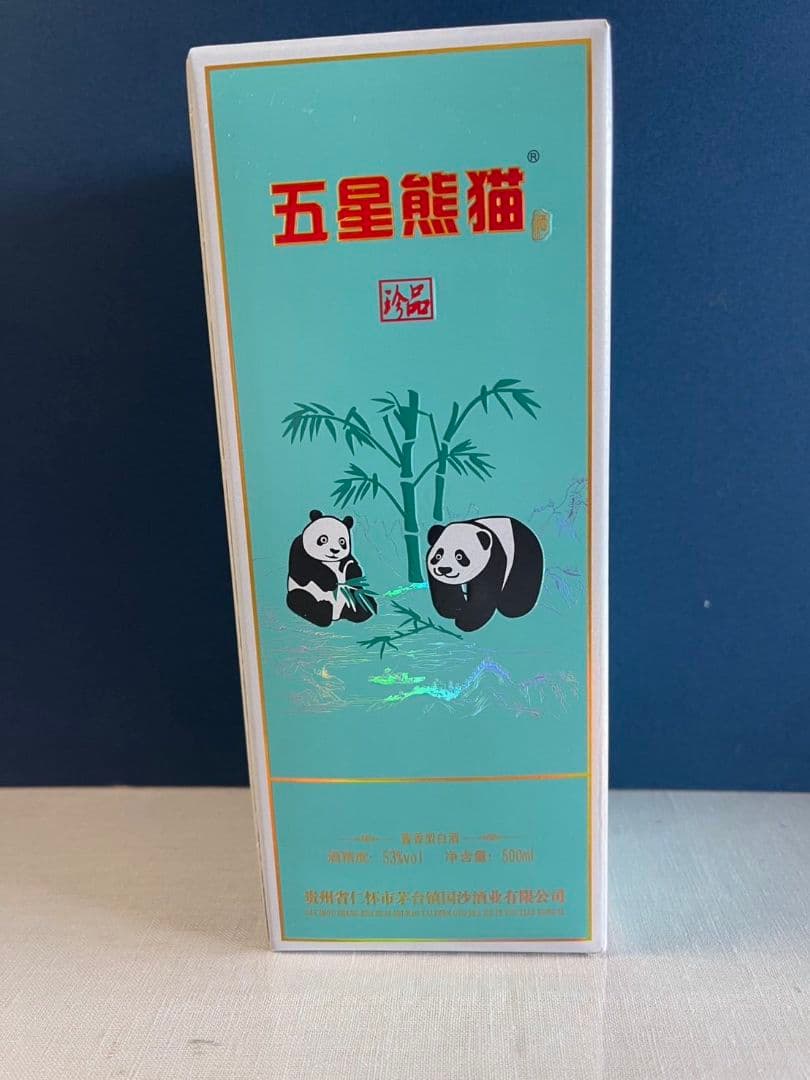 五星熊猫®
珍品
酱香型白酒
酒精度: 53%vol 净含量: 500ml
贵州省仁怀市茅台镇国沙酒业有限公司